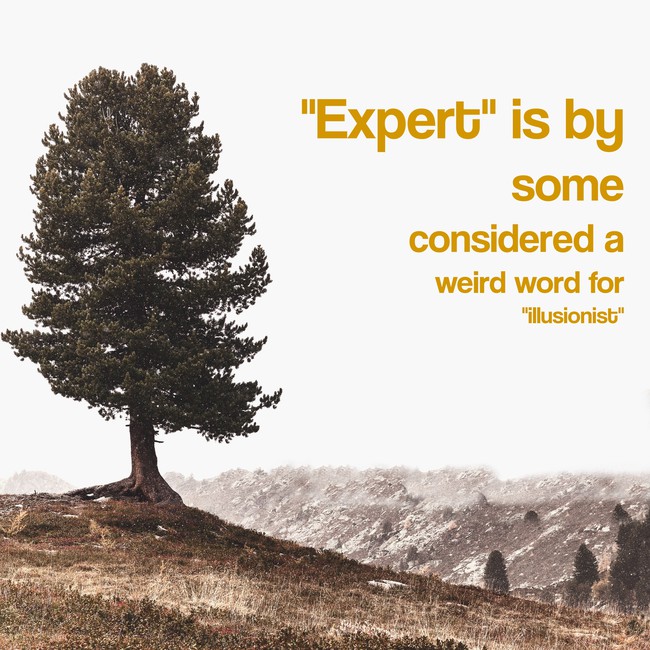 "Expert" is by
some
considered a
weird word for
"illusionist"